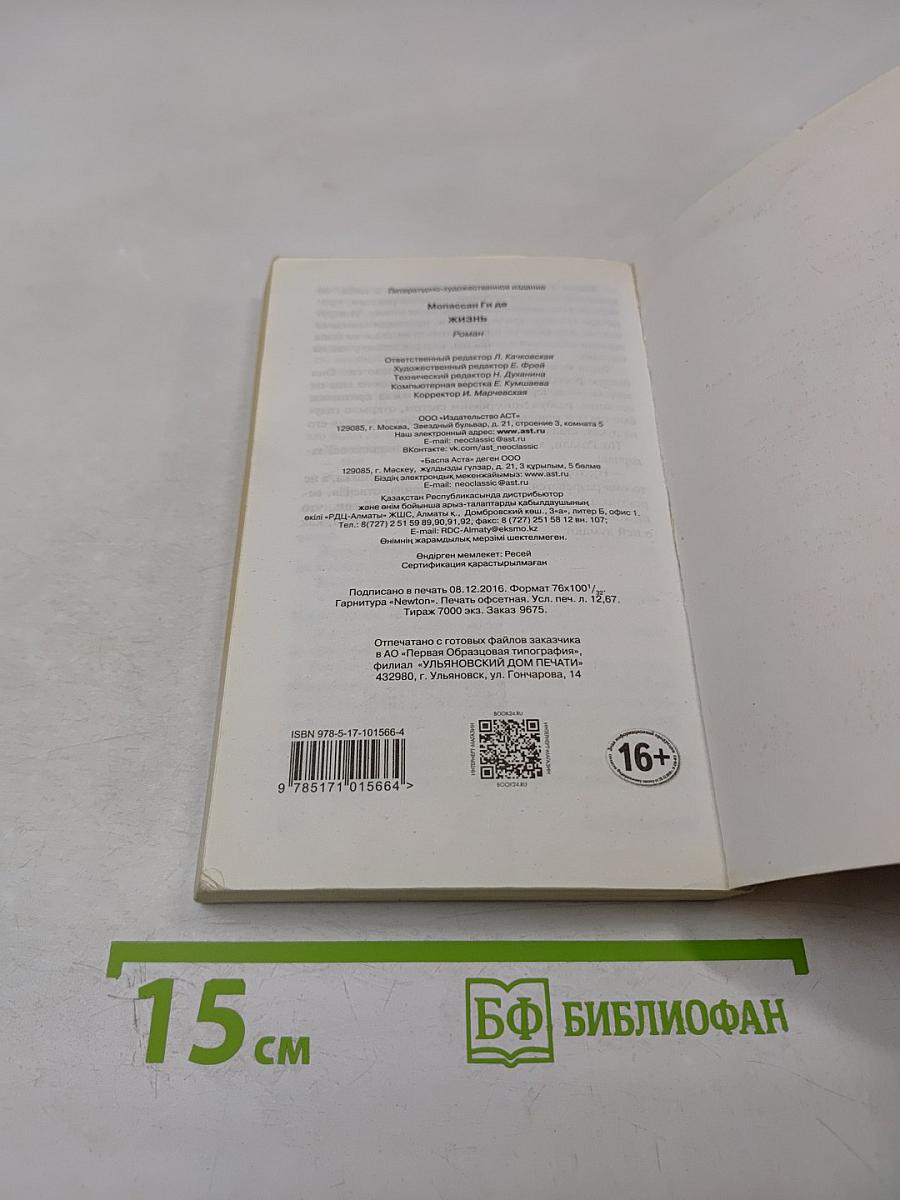 Литературно-художественное издание
Мопассан Ги де
ЖИЗНЬ
Роман
Ответственный редактор Л. Качковская
Художественный редактор Е. Фрей
Технический редактор Н. Духанина
Компьютерная верстка Е. Кумшаева
Корректор И. Марчевская
ООО «Издательство АСТ»
129085, г. Москва, Звездный бульвар, д. 21, строение 3, комната 5
Наш электронный адрес: www.ast.ru
E-mail: neoclassic@ast.ru
ВКонтакте: vk.com/ast_neoclassic
«Баспа Аста» деген ООО
129085, г. Мәскеу, жұлдызды гүлзар, д. 21, 3 құрылым, 5 бөлме
Біздің электрондық мекенжайымыз: www.ast.ru
E-mail: neoclassic@ast.ru
Қазақстан Республикасында дистрибьютор
және өнім бойынша арыз-талаптарды қабылдаушының
өкілі «РДЦ-Алматы» ЖШС, Алматы қ., Домбровский көш., 3«а», литер Б, офис 1.
Тел.: 8(727) 2 51 59 89,90,91,92, факс: 8 (727) 251 58 12 вн. 107;
E-mail: RDC-Almaty@eksmo.kz
Өнімнің жарамдылық мерзімі шектелмеген.
Өндірген мемлекет: Ресей
Сертификация қарастырылмаған
Подписано в печать 08.12.2016. Формат 76x100¹/₃₂.
Гарнитура «Newton». Печать офсетная. Усл. печ. л. 12,67.
Тираж 7000 экз. Заказ 9675.
Отпечатано с готовых файлов заказчика
в АО «Первая Образцовая типография»,
филиал «УЛЬЯНОВСКИЙ ДОМ ПЕЧАТИ»
432980, г. Ульяновск, ул. Гончарова, 14
ISBN 978-5-17-101566-4
9 785171 015664 >
BOOK24.RU
ИНТЕРНЕТ-МАГАЗИН
ИНТЕРНЕТ-МАГАЗИН
BOOK24.RU
Знак информационной продукции
16+
15 см
БФ БИБЛИОФАН